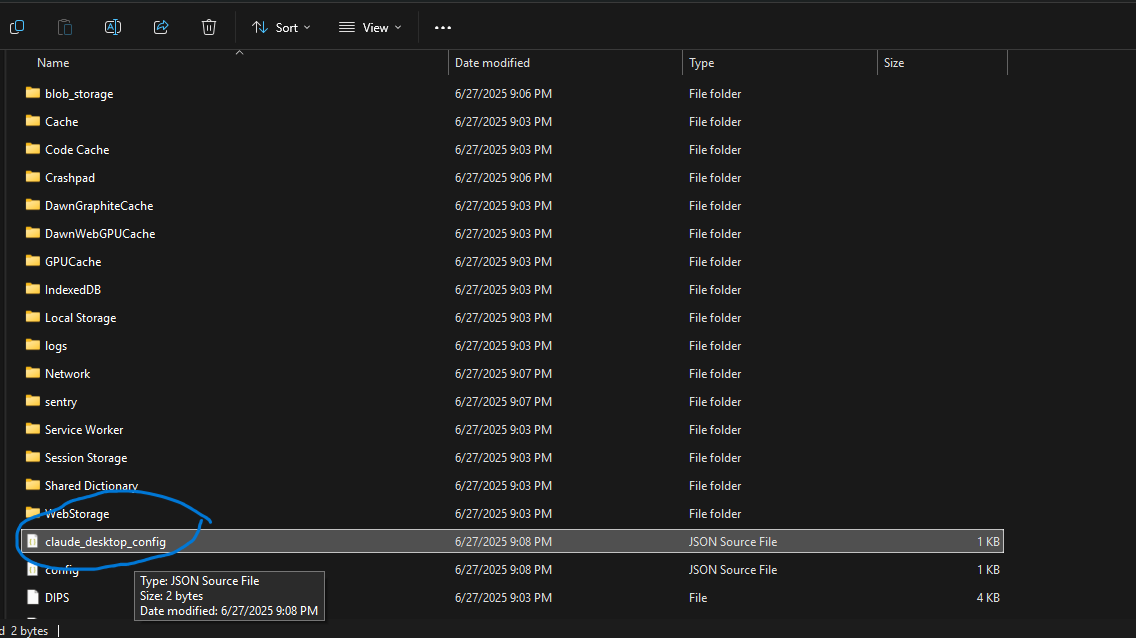 Sort View
Name Date modified Type Size
blob_storage 6/27/2025 9:06 PM File folder
Cache 6/27/2025 9:03 PM File folder
Code Cache 6/27/2025 9:03 PM File folder
Crashpad 6/27/2025 9:06 PM File folder
DawnGraphiteCache 6/27/2025 9:03 PM File folder
DawnWebGPUCache 6/27/2025 9:03 PM File folder
GPUCache 6/27/2025 9:03 PM File folder
IndexedDB 6/27/2025 9:03 PM File folder
Local Storage 6/27/2025 9:03 PM File folder
logs 6/27/2025 9:03 PM File folder
Network 6/27/2025 9:07 PM File folder
sentry 6/27/2025 9:07 PM File folder
Service Worker 6/27/2025 9:03 PM File folder
Session Storage 6/27/2025 9:03 PM File folder
Shared Dictionary 6/27/2025 9:03 PM File folder
WebStorage 6/27/2025 9:03 PM File folder
claude_desktop_config 6/27/2025 9:08 PM JSON Source File 1 KB
config 6/27/2025 9:08 PM JSON Source File 1 KB
Type: JSON Source File
Size: 2 bytes
Date modified: 6/27/2025 9:08 PM
DIPS 6/27/2025 9:03 PM File 4 KB
d 2 bytes